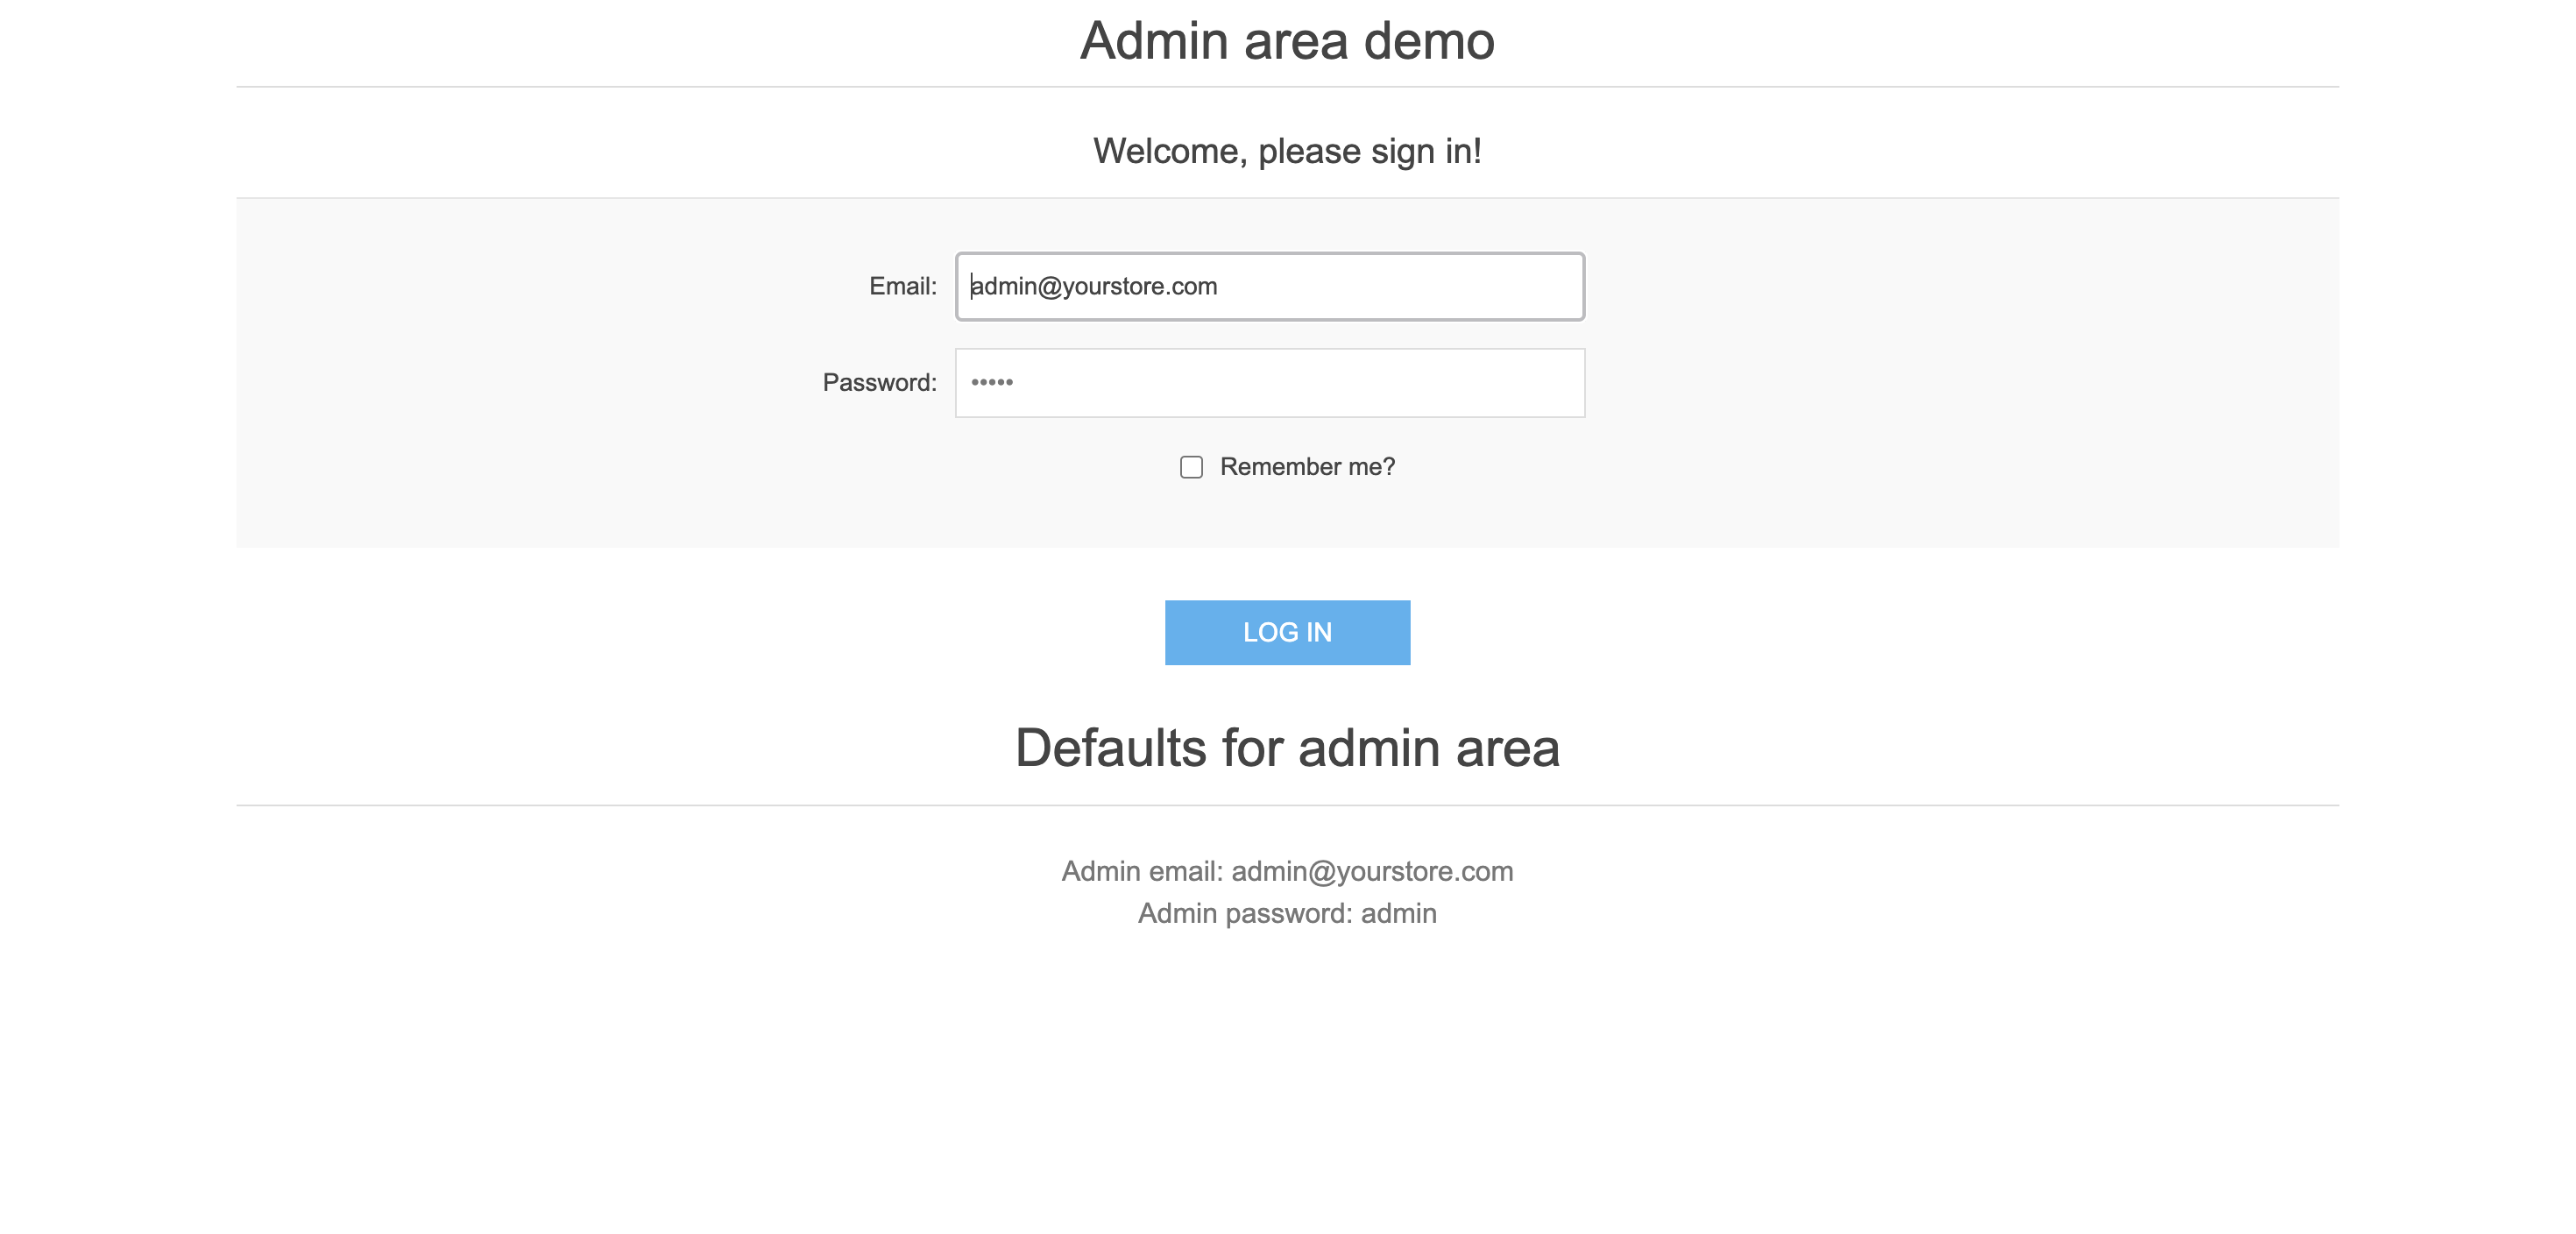 Admin area demo
Welcome, please sign in!
Email: admin@yourstore.com
Password: •••••
Remember me?
LOG IN
Defaults for admin area
Admin email: admin@yourstore.com
Admin password: admin